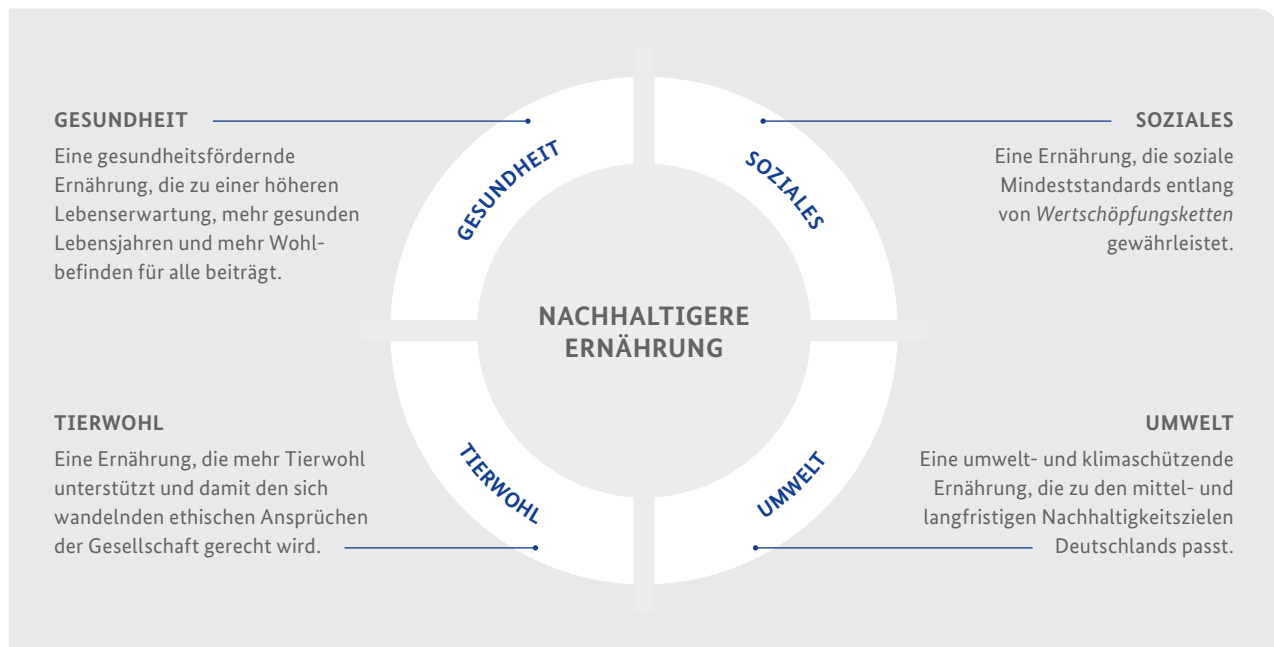 GESUNDHEIT
Eine gesundheitsfördernde
Ernährung, die zu einer höheren
Lebenserwartung, mehr gesunden
Lebensjahren und mehr Wohl-
befinden für alle beiträgt.
SOZIALES
Eine Ernährung, die soziale
Mindeststandards entlang
von Wertschöpfungsketten
gewährleistet.
GESUNDHEIT
SOZIALES
NACHHALTIGERE
ERNÄHRUNG
TIERWOHL
UMWELT
TIERWOHL
Eine Ernährung, die mehr Tierwohl
unterstützt und damit den sich
wandelnden ethischen Ansprüchen
der Gesellschaft gerecht wird.
UMWELT
Eine umwelt- und klimaschützende
Ernährung, die zu den mittel- und
langfristigen Nachhaltigkeitszielen
Deutschlands passt.